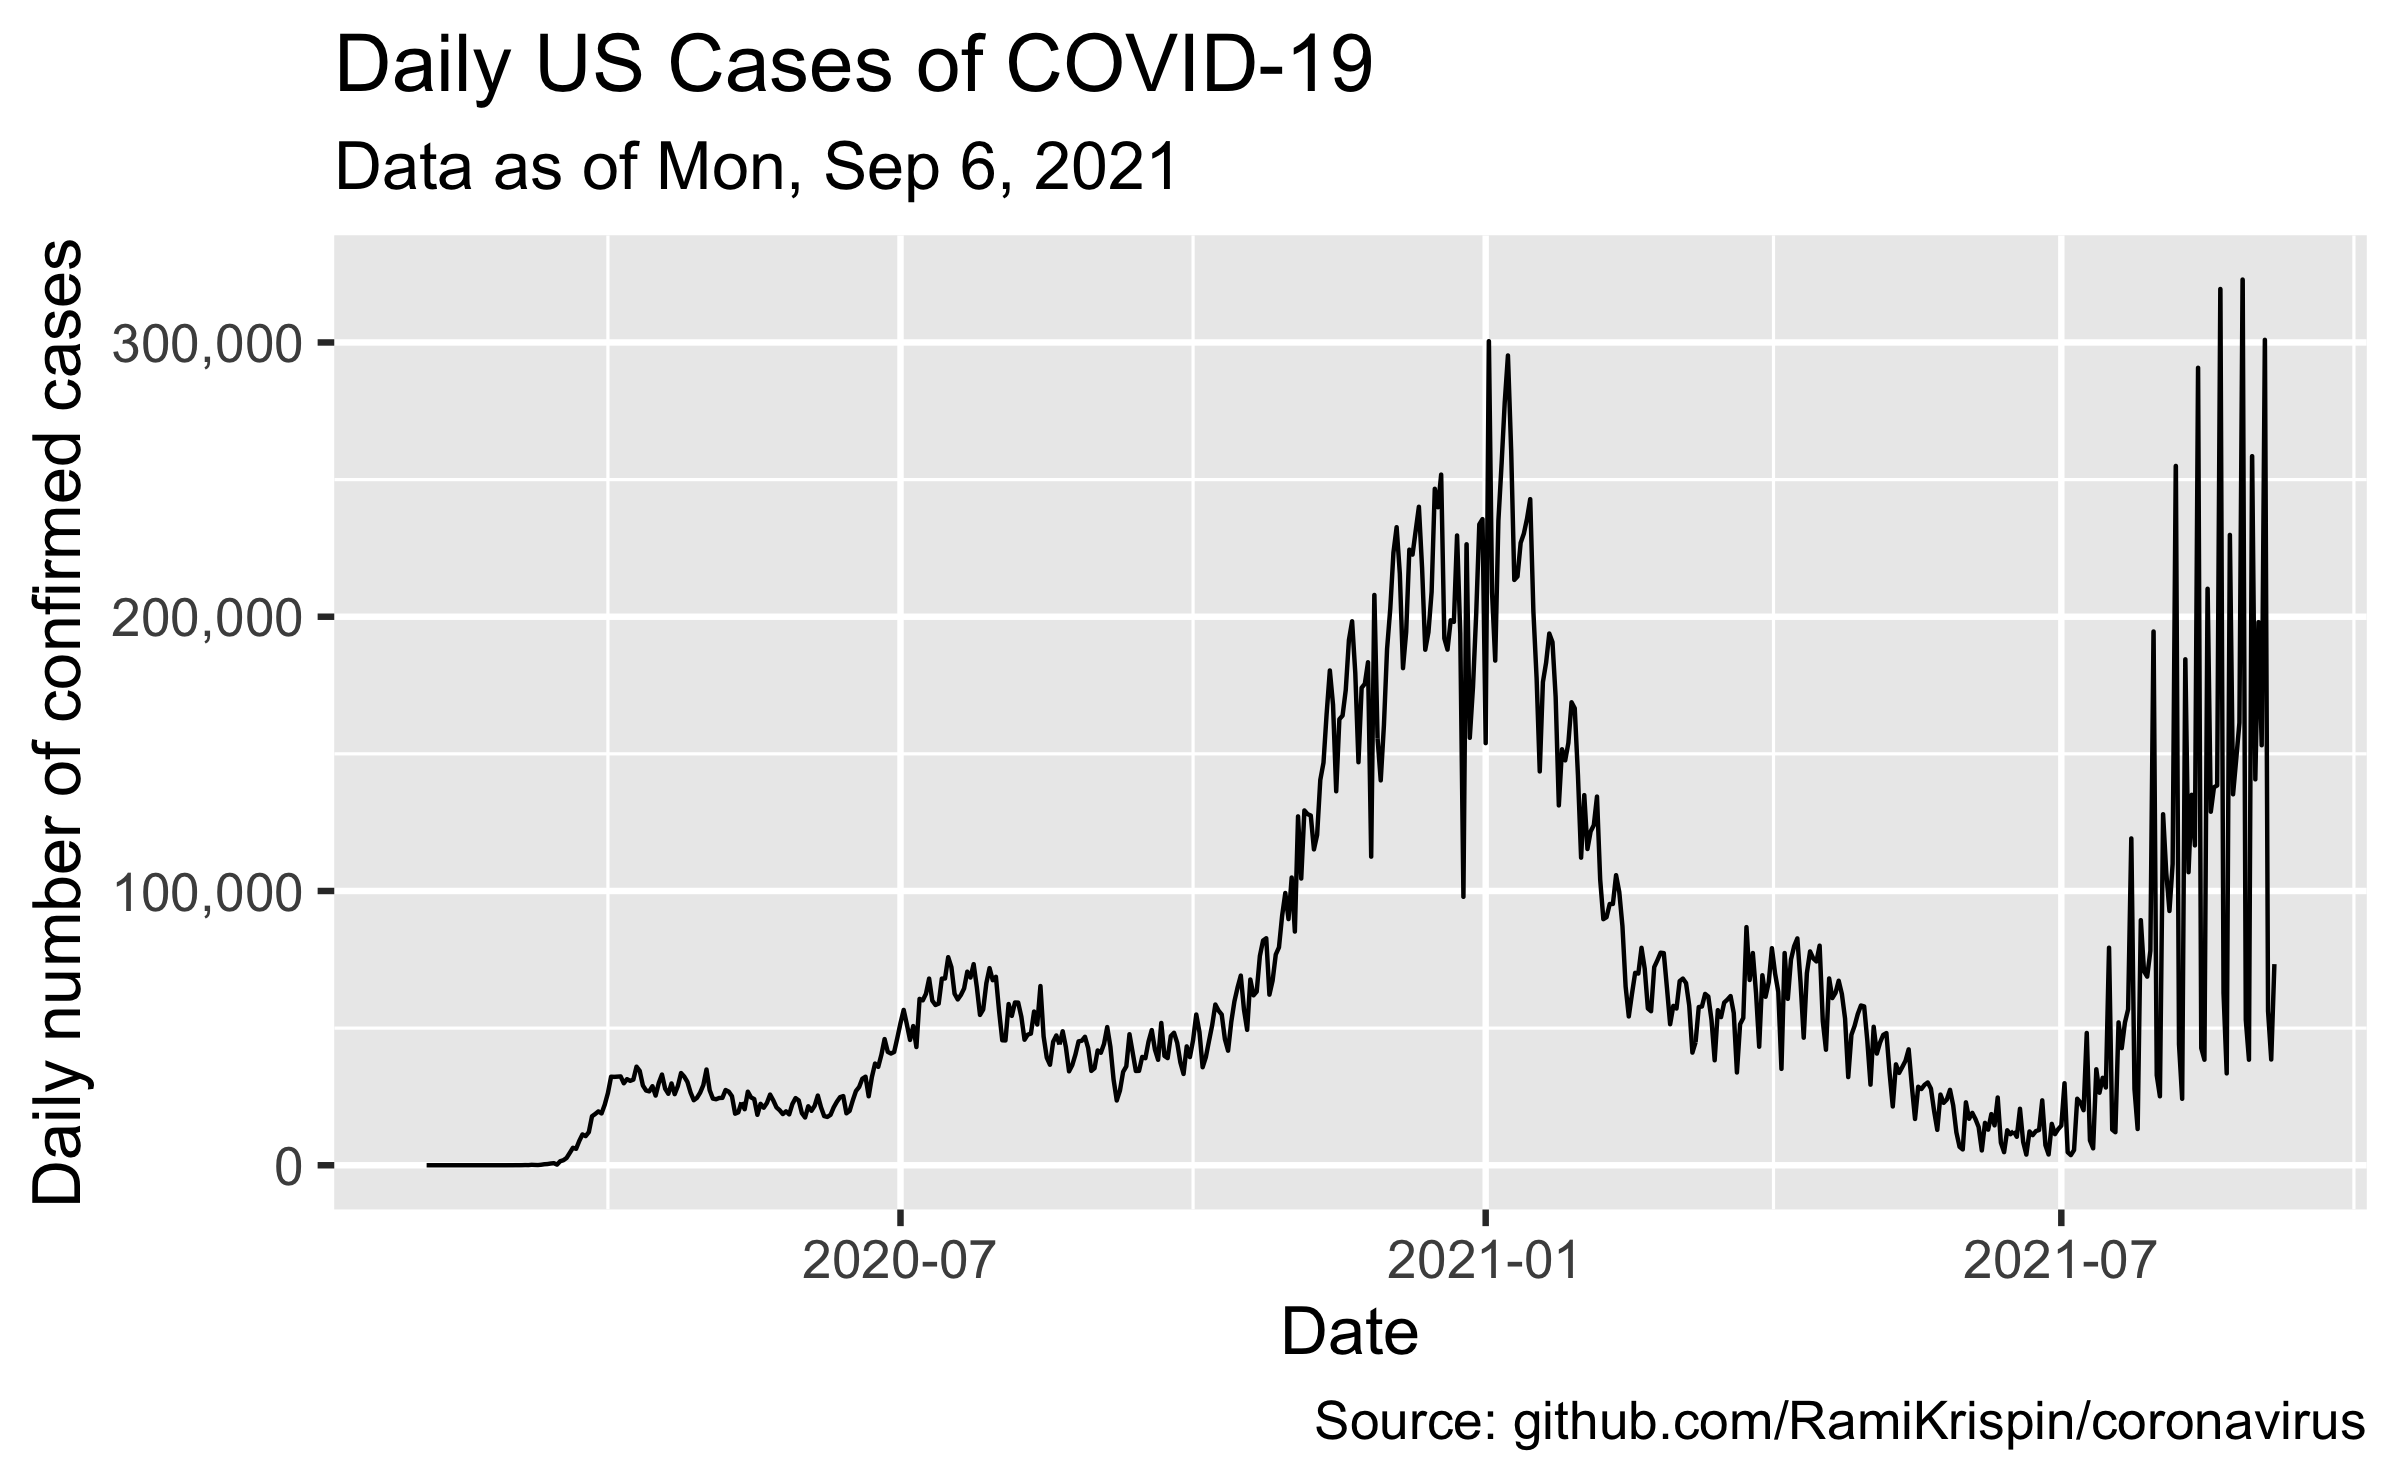 Daily US Cases of COVID-19
Data as of Mon, Sep 6, 2021
Daily number of confirmed cases
300,000
200,000
100,000
0
2020-07
2021-01
2021-07
Date
Source: github.com/RamiKrispin/coronavirus